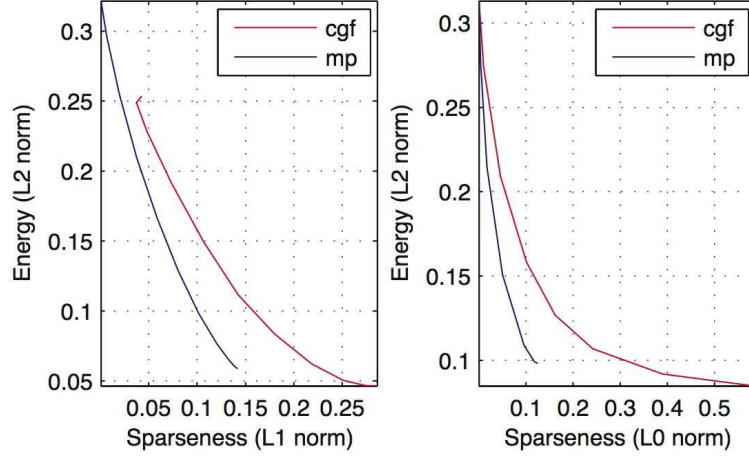 cgf
mp
0.3
0.25
0.2
0.15
0.1
0.05
Energy (L2 norm)
0.05 0.1 0.15 0.2 0.25
Sparseness (L1 norm)
cgf
mp
0.3
0.25
0.2
0.15
0.1
Energy (L2 norm)
0.1 0.2 0.3 0.4 0.5
Sparseness (L0 norm)